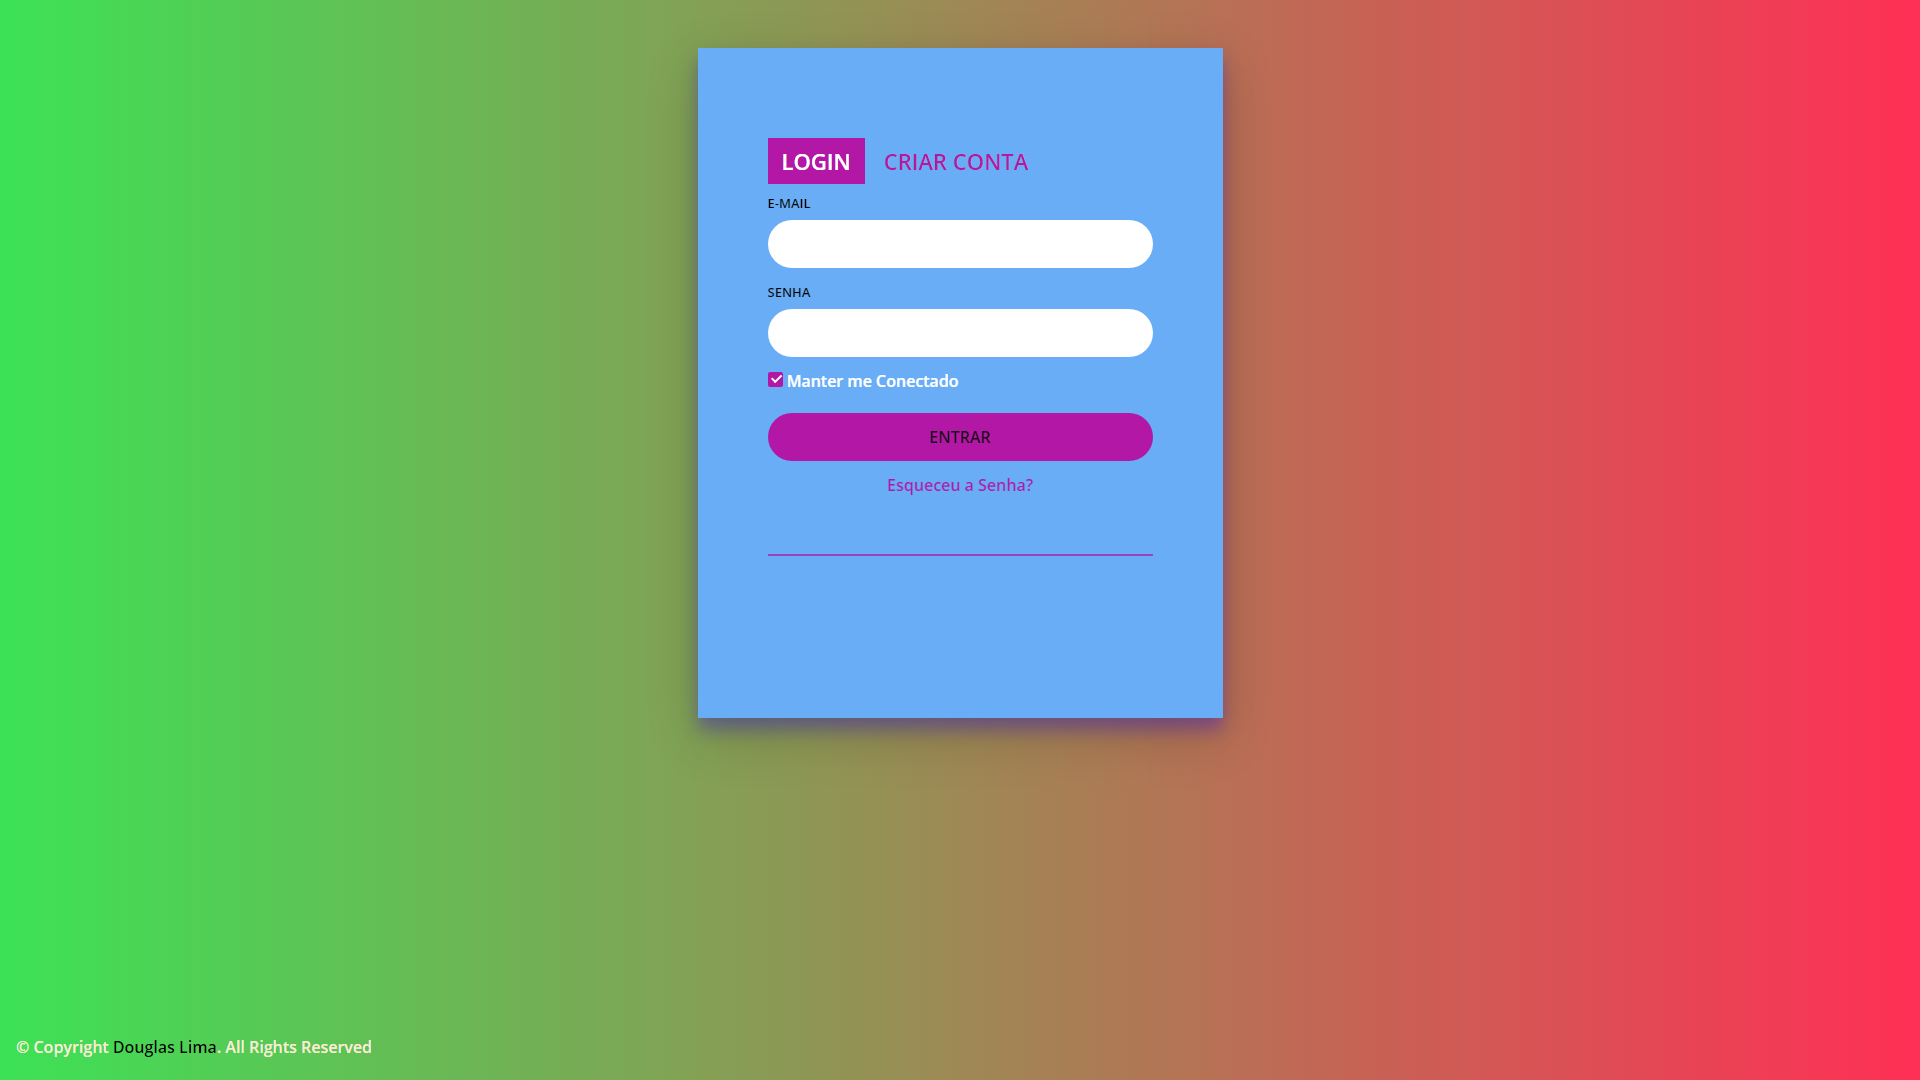 LOGIN CRIAR CONTA
E-MAIL
SENHA
Manter me Conectado
ENTRAR
Esqueceu a Senha?
© Copyright Douglas Lima. All Rights Reserved